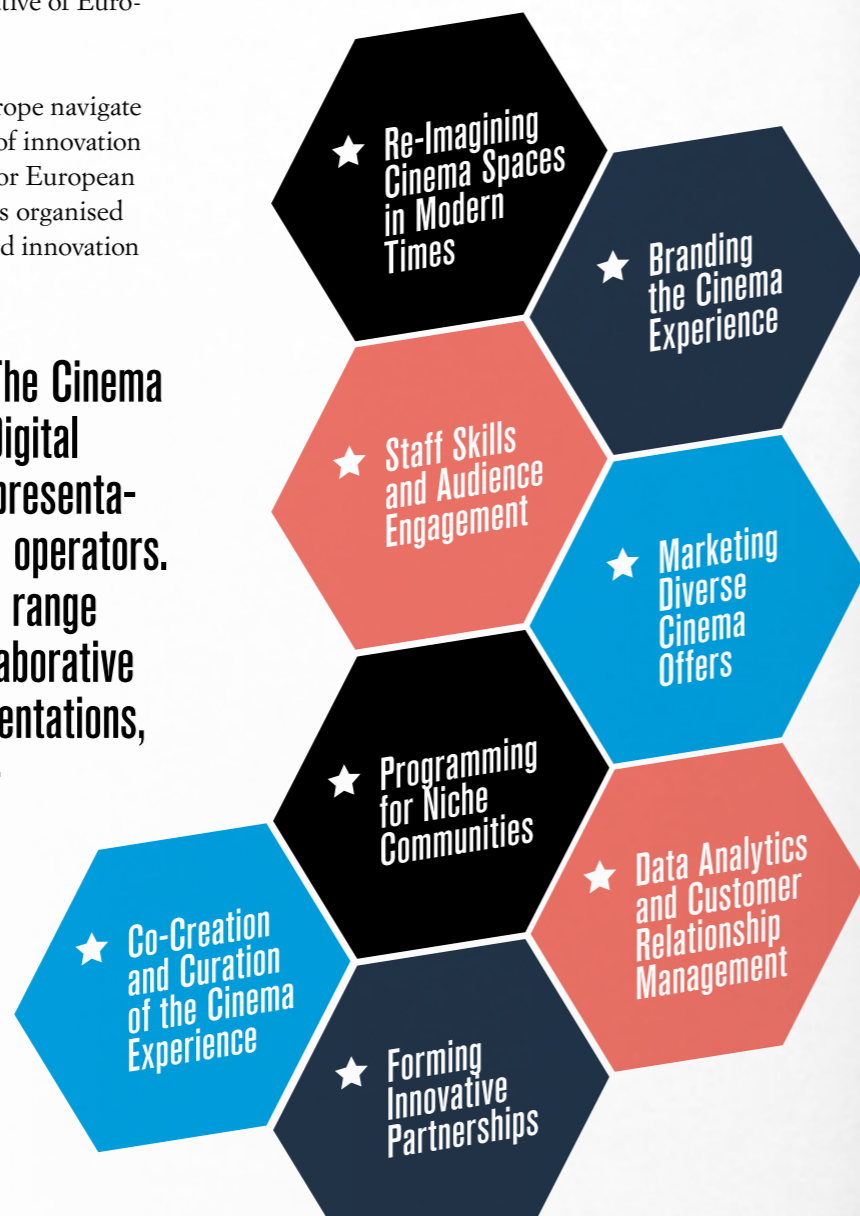 tive of Euro-
rope navigate
of innovation
or European
s organised
d innovation
The Cinema
Digital
presenta-
operators.
range
aborative
entations,
Re-Imagining
Cinema Spaces
in Modern
Times
Branding
the Cinema
Experience
Staff Skills
and Audience
Engagement
Marketing
Diverse
Cinema
Offers
Programming
for Niche
Communities
Data Analytics
and Customer
Relationship
Management
Co-Creation
and Curation
of the Cinema
Experience
Forming
Innovative
Partnerships